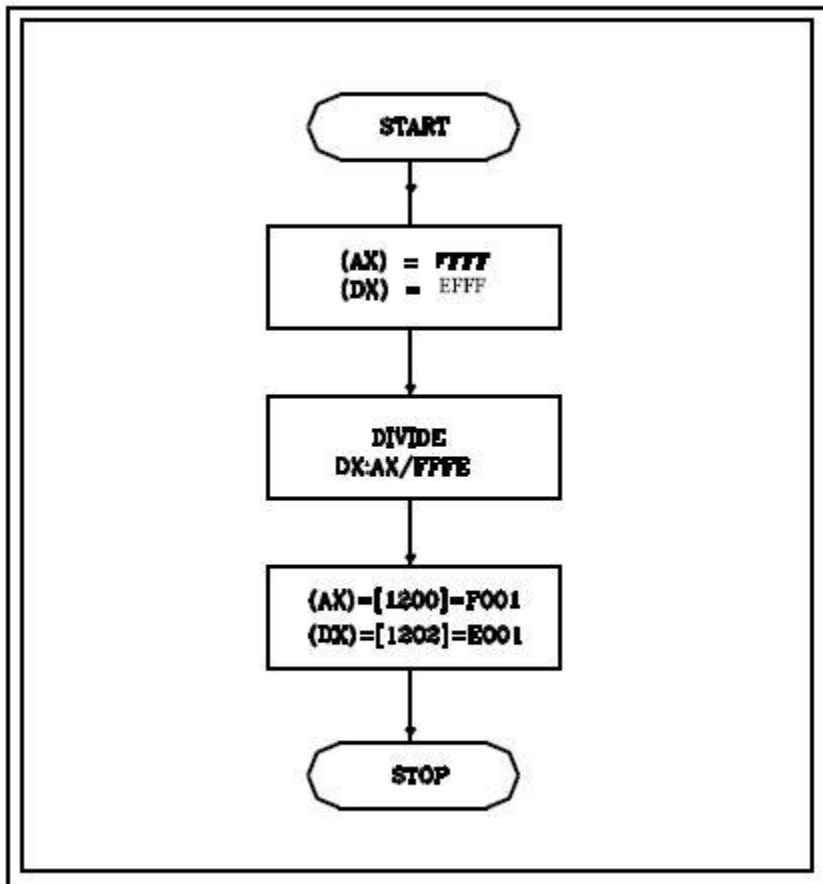 START
(AX) = FFFF
(DX) = EFFF
DIVIDE
DX:AX/FFFE
(AX)=[1200]=F001
(DX)=[1202]=E001
STOP